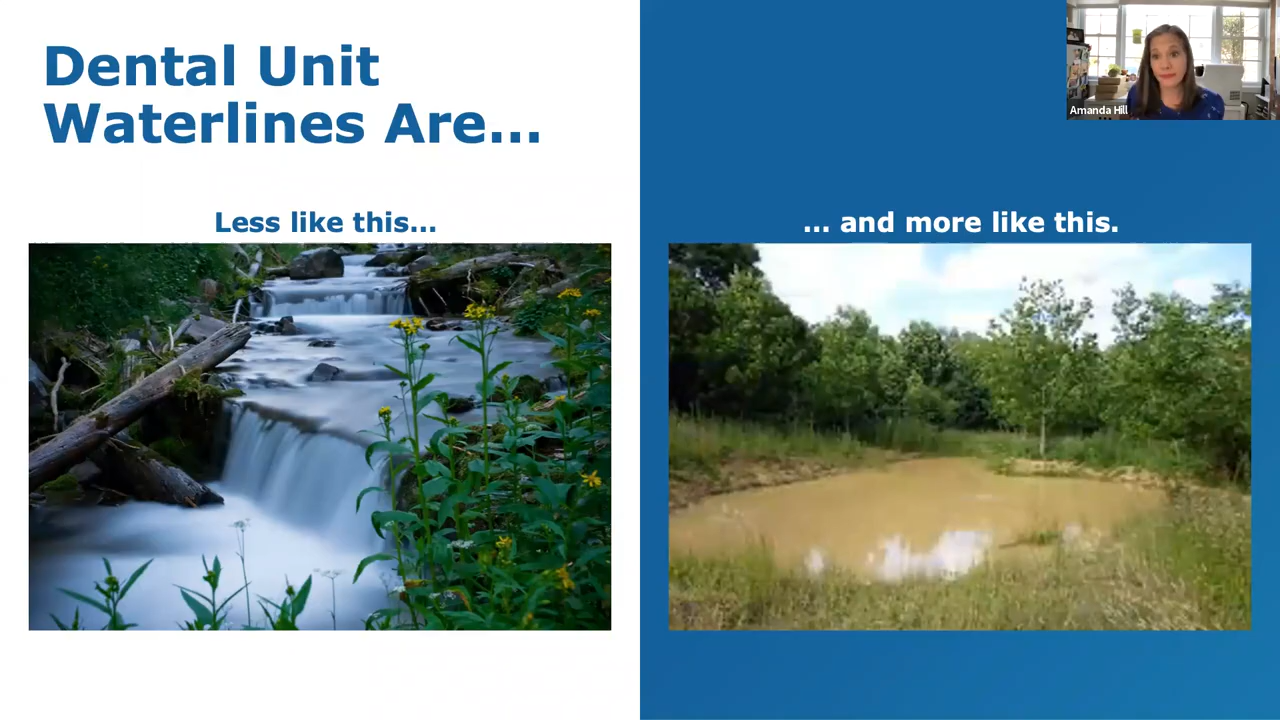 Dental Unit
Waterlines Are...
Amanda Hill
Less like this...
... and more like this.